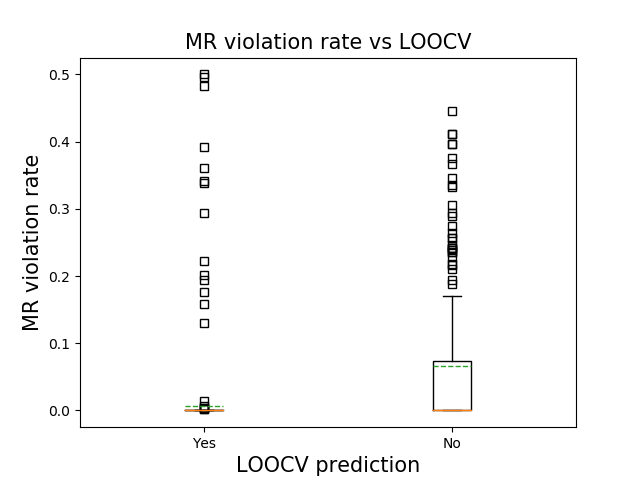 MR violation rate vs LOOCV
0.5
0.4
0.3
0.2
0.1
0.0
MR violation rate
Yes
No
LOOCV prediction